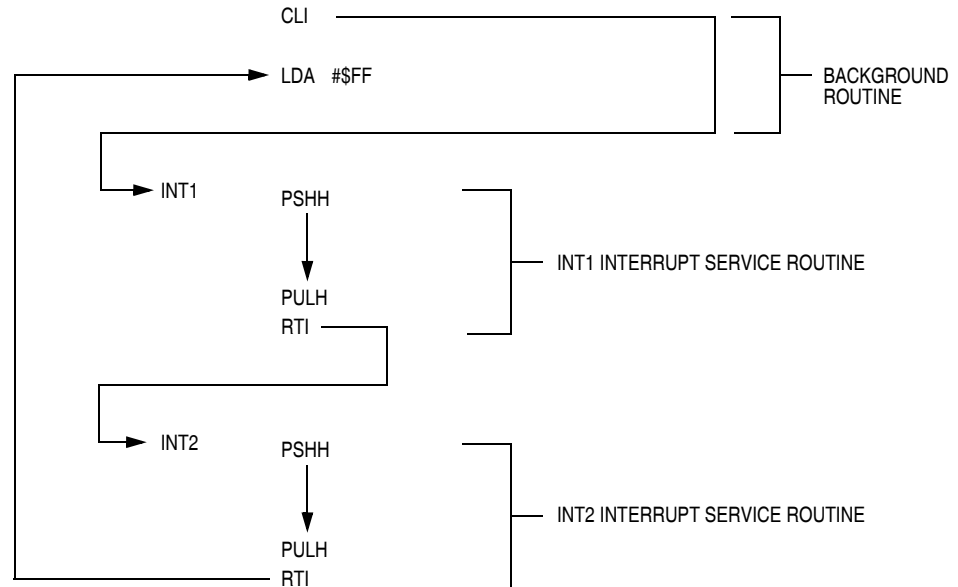 CLI
LDA #$FF
BACKGROUND
ROUTINE
INT1
PSHH
INT1 INTERRUPT SERVICE ROUTINE
PULH
RTI
INT2
PSHH
INT2 INTERRUPT SERVICE ROUTINE
PULH
RTI